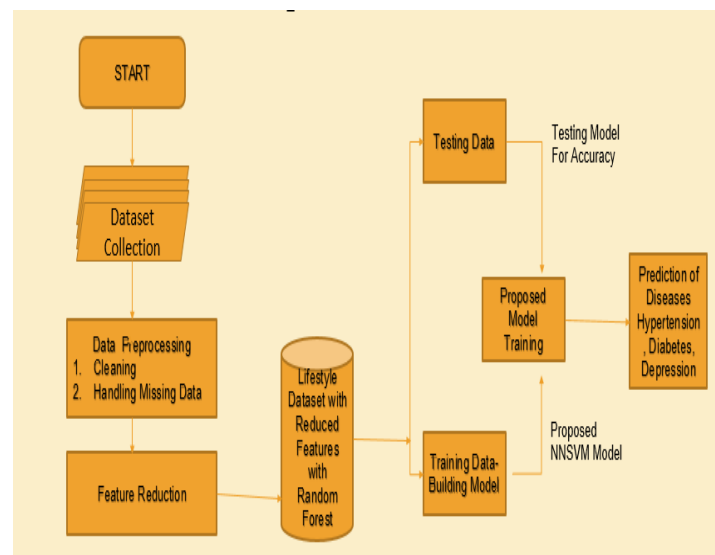 START
Dataset
Collection
Data Preprocessing
1. Cleaning
2. Handling Missing Data
Feature Reduction
Lifestyle
Dataset with
Reduced
Features
with
Random
Forest
Testing Data
Testing Model
For Accuracy
Proposed
Model
Training
Training Data-
Building Model
Proposed
NNSVM Model
Prediction of
Diseases
Hypertension
, Diabetes,
Depression